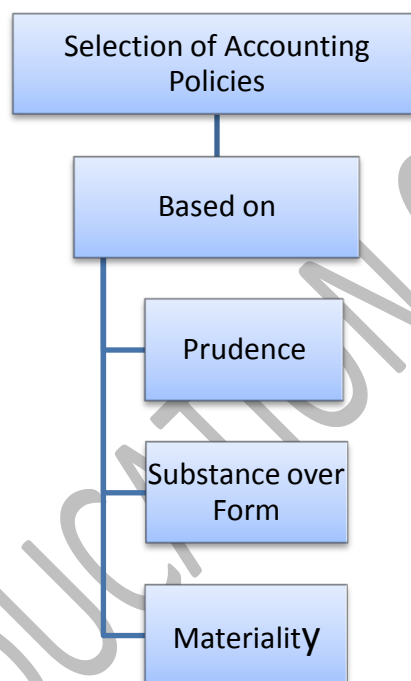 Selection of Accounting
Policies
Based on
Prudence
Substance over
Form
Materiality